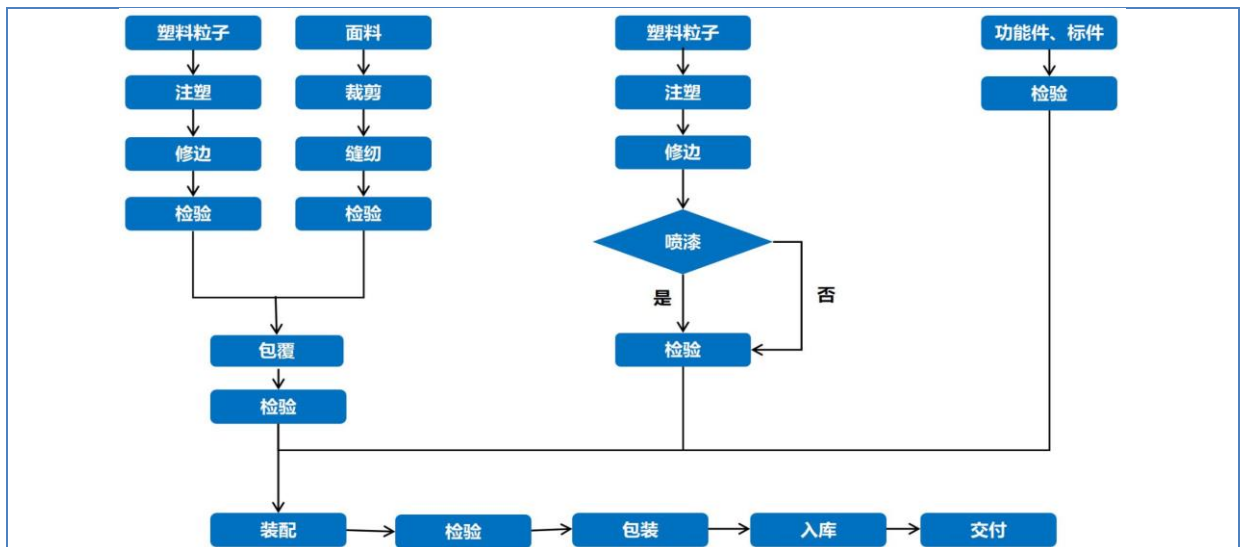 塑料粒子
面料
塑料粒子
功能件、标件
注塑
裁剪
注塑
检验
修边
缝纫
修边
检验
检验
喷漆
是
否
包覆
检验
检验
装配
检验
包装
入库
交付